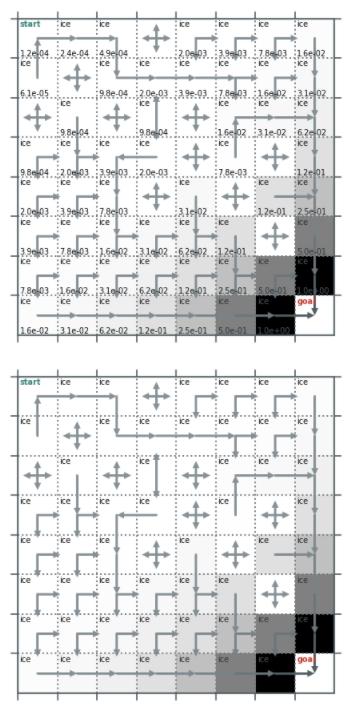 start ice ice ice ice ice ice
1.2e-04 2.4e-04 4.9e-04 2.0e-03 3.9e-03 7.8e-03 1.6e-02
ice ice ice ice ice ice ice
6.1e-05 9.8e-04 2.0e-03 3.9e-03 7.8e-03 1.6e-02 3.1e-02
ice ice ice ice ice
9.8e-04 9.8e-04 1.6e-02 3.1e-02 6.2e-02
ice ice ice ice ice ice
9.8e-04 2.0e-03 3.9e-03 2.0e-03 7.8e-03 1.2e-01
ice ice ice ice ice ice
2.0e-03 3.9e-03 7.8e-03 3.1e-02 1.2e-01 2.5e-01
ice ice ice ice ice ice ice
3.9e-03 7.8e-03 1.6e-02 3.1e-02 6.2e-02 1.2e-01 5.0e-01
ice ice ice ice ice ice ice ice
7.8e-03 1.6e-02 3.1e-02 6.2e-02 1.2e-01 2.5e-01 5.0e-01 1.0e+00
ice ice ice ice ice ice ice goal
1.6e-02 3.1e-02 6.2e-02 1.2e-01 2.5e-01 5.0e-01 1.0e+00
start ice ice ice ice ice ice
ice ice ice ice ice ice ice
ice ice ice ice ice
ice ice ice ice ice ice
ice ice ice ice ice ice
ice ice ice ice ice ice ice
ice ice ice ice ice ice ice ice
ice ice ice ice ice ice ice goal